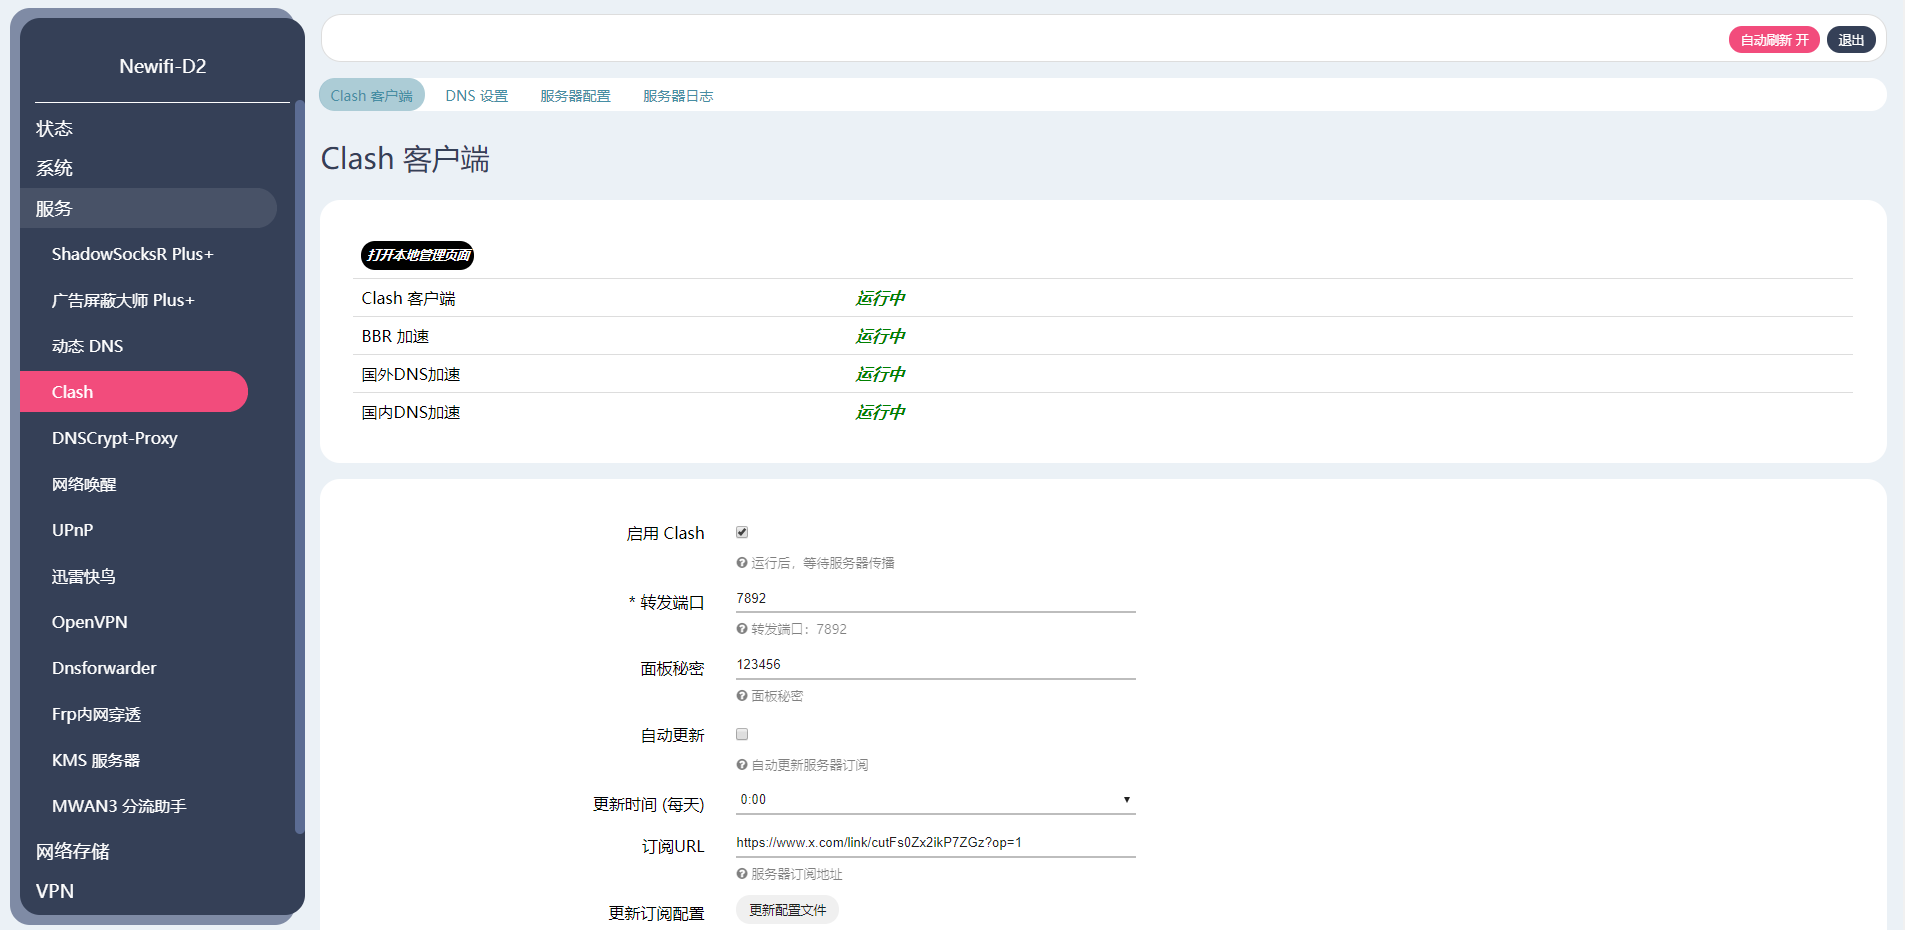 Newifi-D2
状态
系统
服务
ShadowSocksR Plus+
广告屏蔽大师 Plus+
动态 DNS
Clash
DNSCrypt-Proxy
网络唤醒
UPnP
迅雷快鸟
OpenVPN
Dnsforwarder
Frp内网穿透
KMS 服务器
MWAN3 分流助手
网络存储
VPN
自动刷新 开 退出
Clash 客户端 DNS 设置 服务器配置 服务器日志
Clash 客户端
打开本地管理页面
Clash 客户端 运行中
BBR 加速 运行中
国外DNS加速 运行中
国内DNS加速 运行中
启用 Clash
运行后，等待服务器传播
* 转发端口 7892
转发端口：7892
面板秘密 123456
面板秘密
自动更新
自动更新服务器订阅
更新时间 (每天) 0:00
订阅URL https://www.x.com/link/cutFs0Zx2ikP7ZGz?op=1
服务器订阅地址
更新订阅配置 更新配置文件